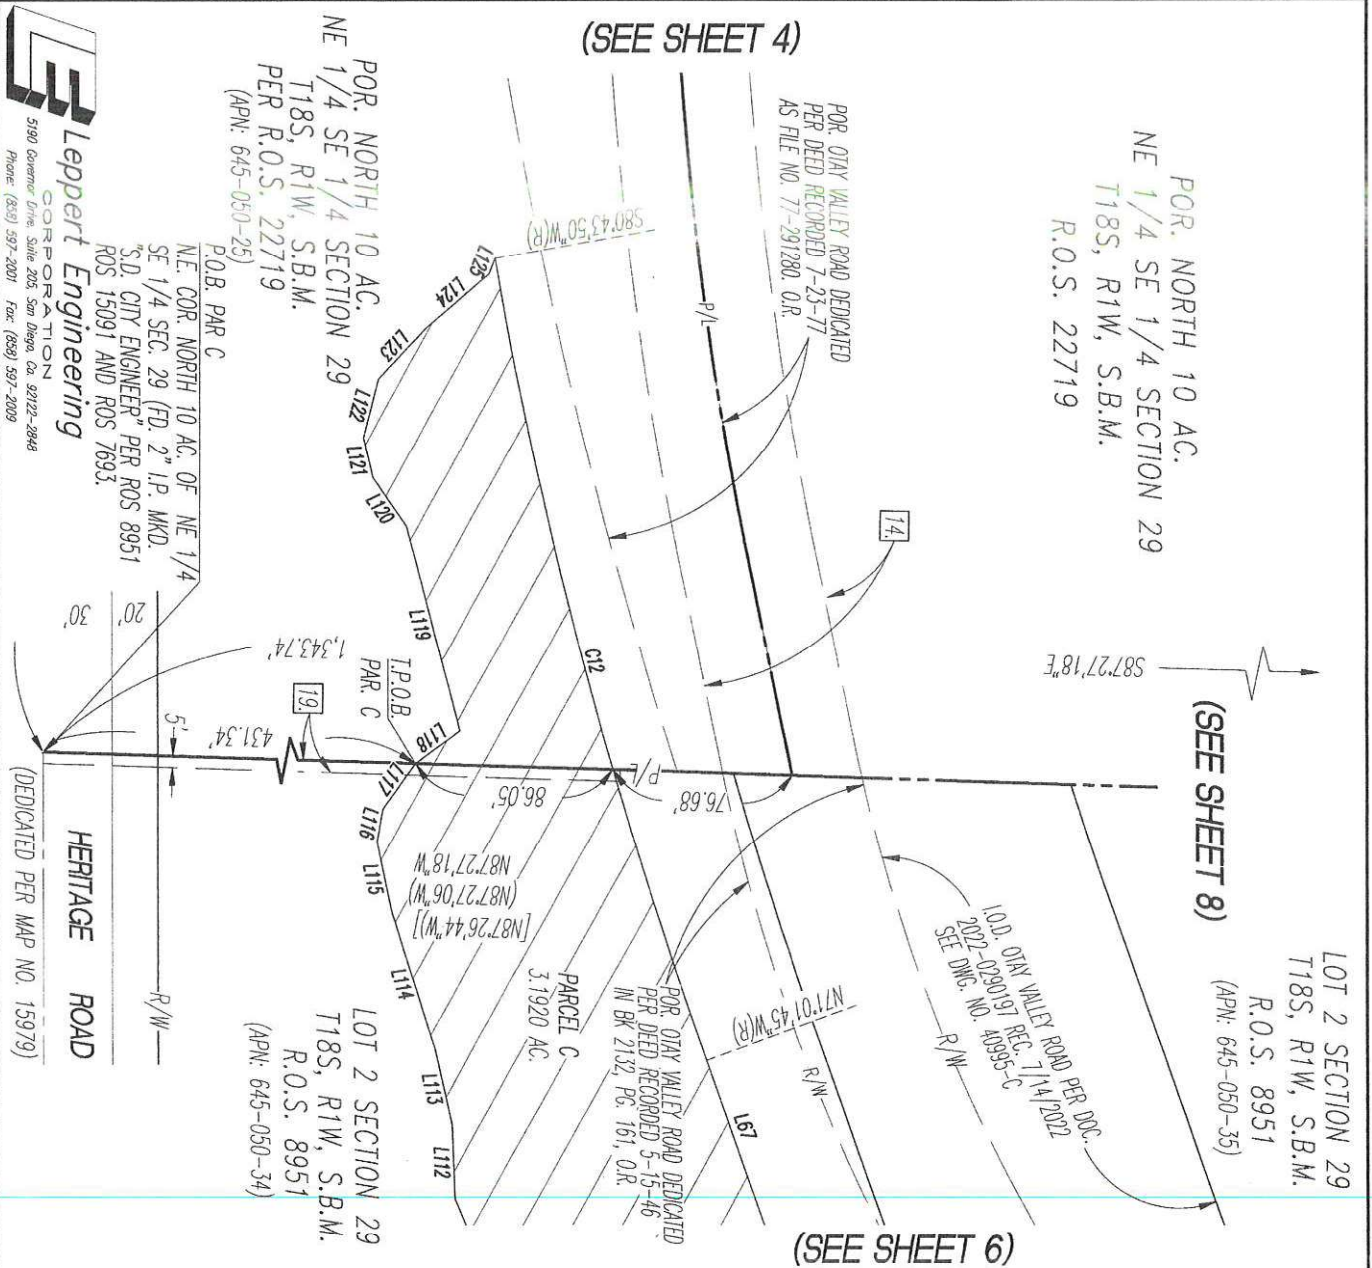 (SEE SHEET 4)
POR. NORTH 10 AC.
NE 1/4 SE 1/4 SECTION 29
T18S, R1W, S.B.M.
R.O.S. 22719
S87°27'18"E
(SEE SHEET 8)
LOT 2 SECTION 29
T18S, R1W, S.B.M.
R.O.S. 8951
(APN: 645-050-35)
POR. OTAY VALLEY ROAD DEDICATED
PER DEED RECORDED 7-23-77
AS FILE NO. 77-291280. O.R.
P/L
14.
I.O.D. OTAY VALLEY ROAD PER DOC.
2022-0290197 REC. 7/14/2022
SEE DWG. NO. 40995-C
R/W
R/W
S80°43'50"W(R)
C12
P/L
76.68'
86.05'
N71°01'45"W(R)
L67
POR. OTAY VALLEY ROAD DEDICATED
PER DEED RECORDED 5-15-46
IN BK 2132, PG. 161, O.R.
PARCEL C
3.1920 AC.
[N87°26'44"W)]
(N87°27'06"W)
N87°27'18"W
L125
L124
L123
L122
L121
L120
L119
L118
L117
L116
L115
L114
L113
L112
T.P.O.B.
PAR. C
19.
431.34'
1,343.74'
5'
20'
30'
POR. NORTH 10 AC.
NE 1/4 SE 1/4 SECTION 29
T18S, R1W, S.B.M.
PER R.O.S. 22719
(APN: 645-050-25)
LOT 2 SECTION 29
T18S, R1W, S.B.M.
R.O.S. 8951
(APN: 645-050-34)
P.O.B. PAR C
N.E. COR. NORTH 10 AC. OF NE 1/4
SE 1/4 SEC. 29 (FD. 2" I.P. MKD.
"S.D. CITY ENGINEER" PER ROS 8951
ROS 15091 AND ROS 7693.
R/W
HERITAGE ROAD
(DEDICATED PER MAP NO. 15979)
LE
Leppert Engineering
CORPORATION
5190 Governor Drive, Suite 205, San Diego, Ca. 92122-2848
Phone: (858) 597-2001 Fax: (858) 597-2009
(SEE SHEET 6)